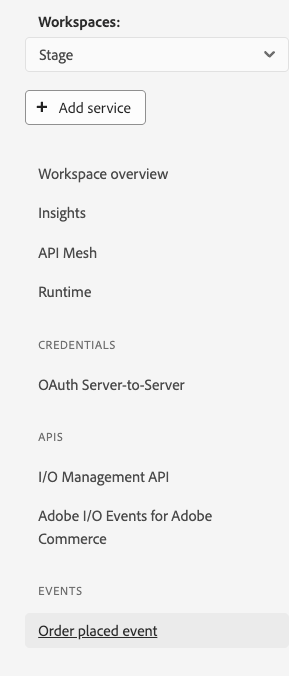 Workspaces:
Stage
+ Add service
Workspace overview
Insights
API Mesh
Runtime
CREDENTIALS
OAuth Server-to-Server
APIS
I/O Management API
Adobe I/O Events for Adobe
Commerce
EVENTS
Order placed event